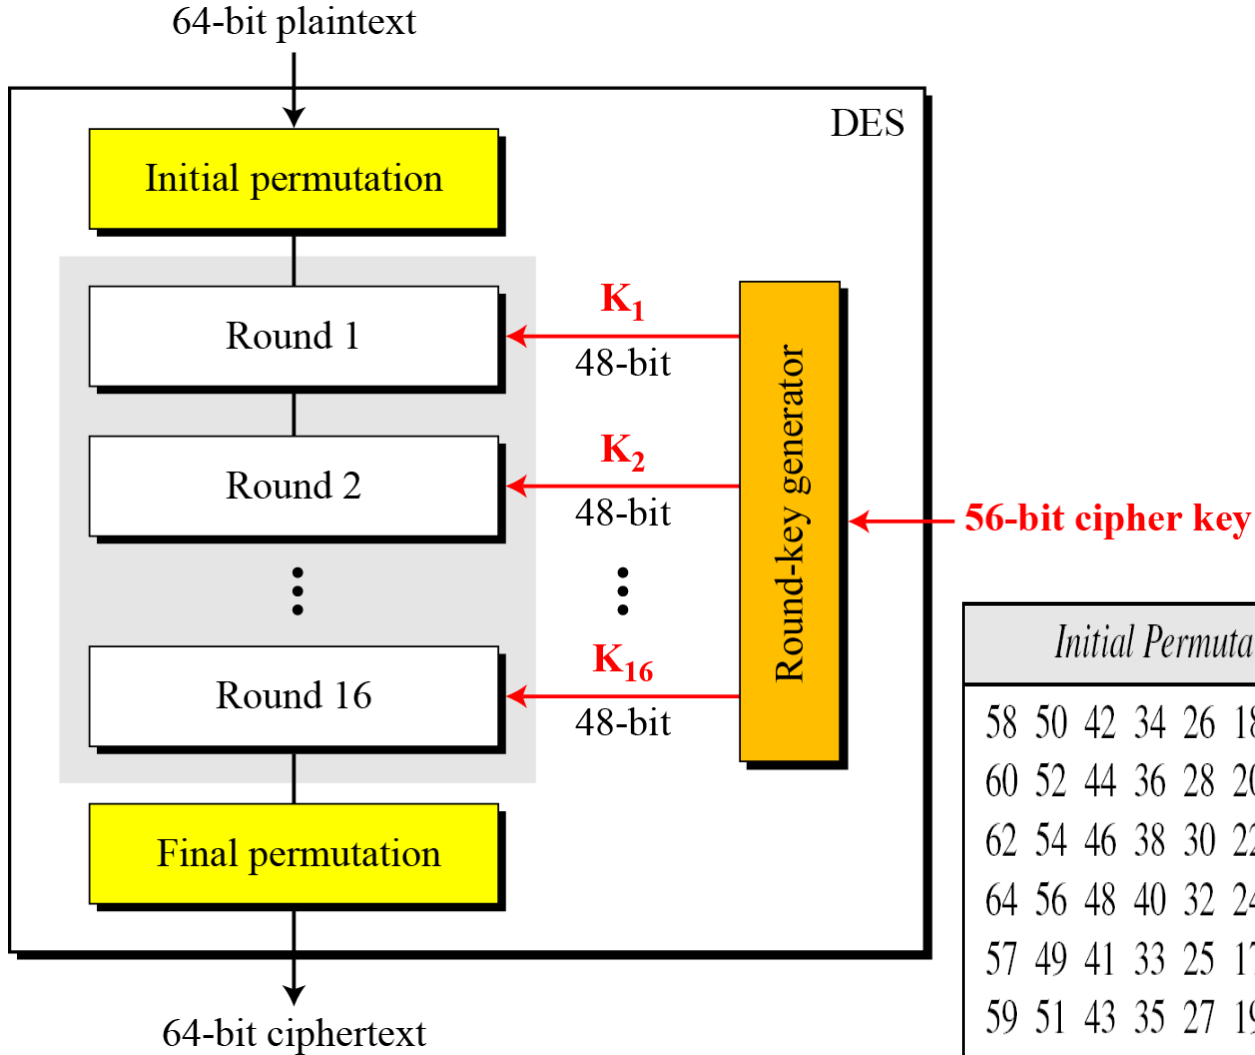 64-bit plaintext
DES
Initial permutation
Round 1
K1
48-bit
Round 2
K2
48-bit
Round-key generator
56-bit cipher key
Round 16
K16
48-bit
Final permutation
64-bit ciphertext
Initial
58 50 42 34 26
60 52 44 36 28
62 54 46 38 30
64 56 48 40 32
57 49 41 33 25
59 51 43 35 27